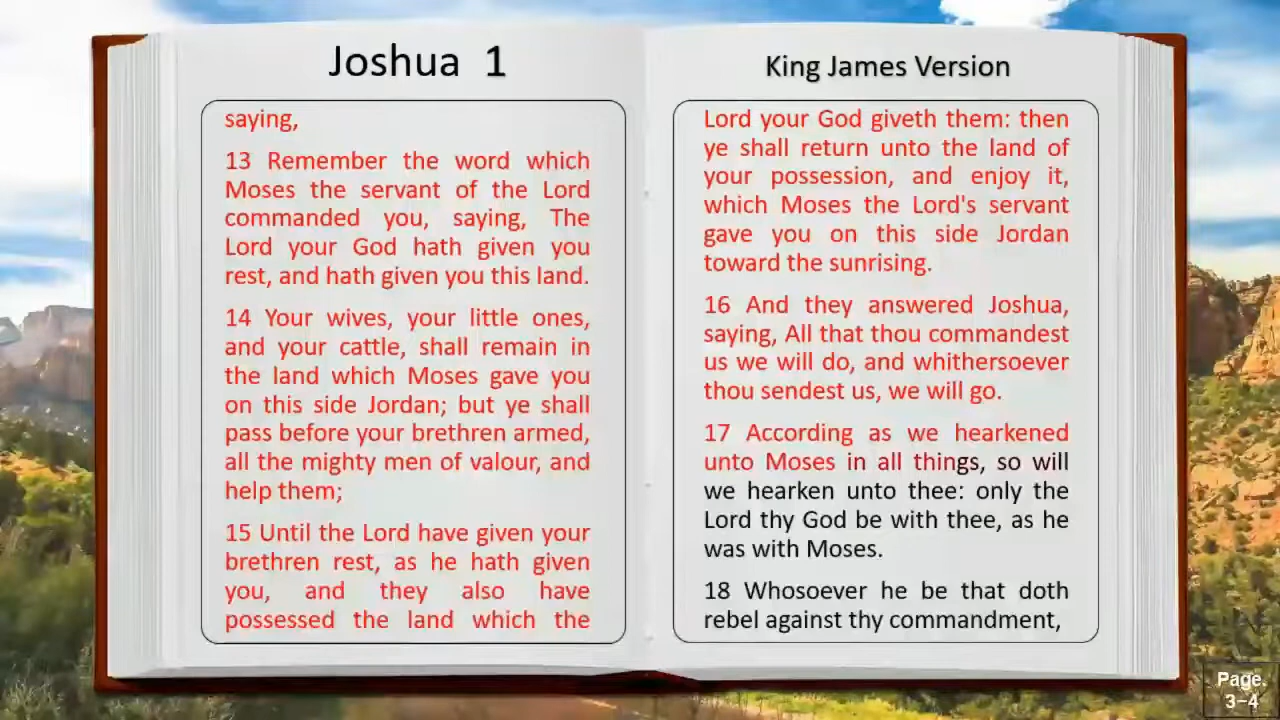 Joshua 1
saying,
13 Remember the word which
Moses the servant of the Lord
commanded you, saying, The
Lord your God hath given you
rest, and hath given you this land.
14 Your wives, your little ones,
and your cattle, shall remain in
the land which Moses gave you
on this side Jordan; but ye shall
pass before your brethren armed,
all the mighty men of valour, and
help them;
15 Until the Lord have given your
brethren rest, as he hath given
you, and they also have
possessed the land which the
King James Version
Lord your God giveth them: then
ye shall return unto the land of
your possession, and enjoy it,
which Moses the Lord's servant
gave you on this side Jordan
toward the sunrising.
16 And they answered Joshua,
saying, All that thou commandest
us we will do, and whithersoever
thou sendest us, we will go.
17 According as we hearkened
unto Moses in all things, so will
we hearken unto thee: only the
Lord thy God be with thee, as he
was with Moses.
18 Whosoever he be that doth
rebel against thy commandment,
Page.
3-4